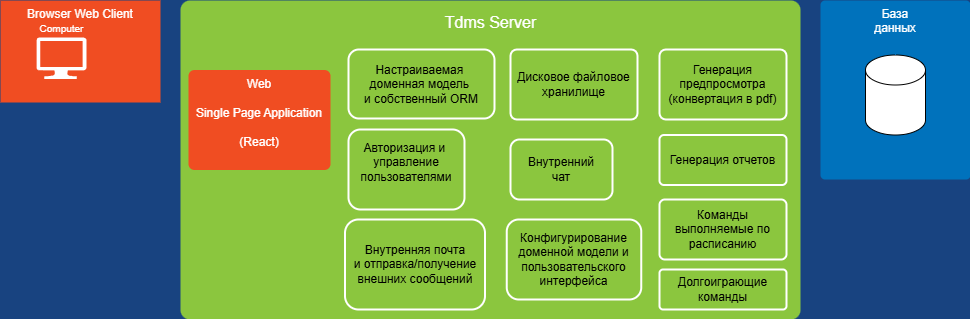 Browser Web Client
Computer
Tdms Server
Web
Single Page Application
(React)
Настраиваемая
доменная модель
и собственный ORM
Дисковое файловое
хранилище
Генерация
предпросмотра
(конвертация в pdf)
Авторизация и
управление
пользователями
Внутренний
чат
Генерация отчетов
Внутренняя почта
и отправка/получение
внешних сообщений
Конфигурирование
доменной модели и
пользовательского
интерфейса
Команды
выполняемые по
расписанию
Долгоиграющие
команды
База
данных